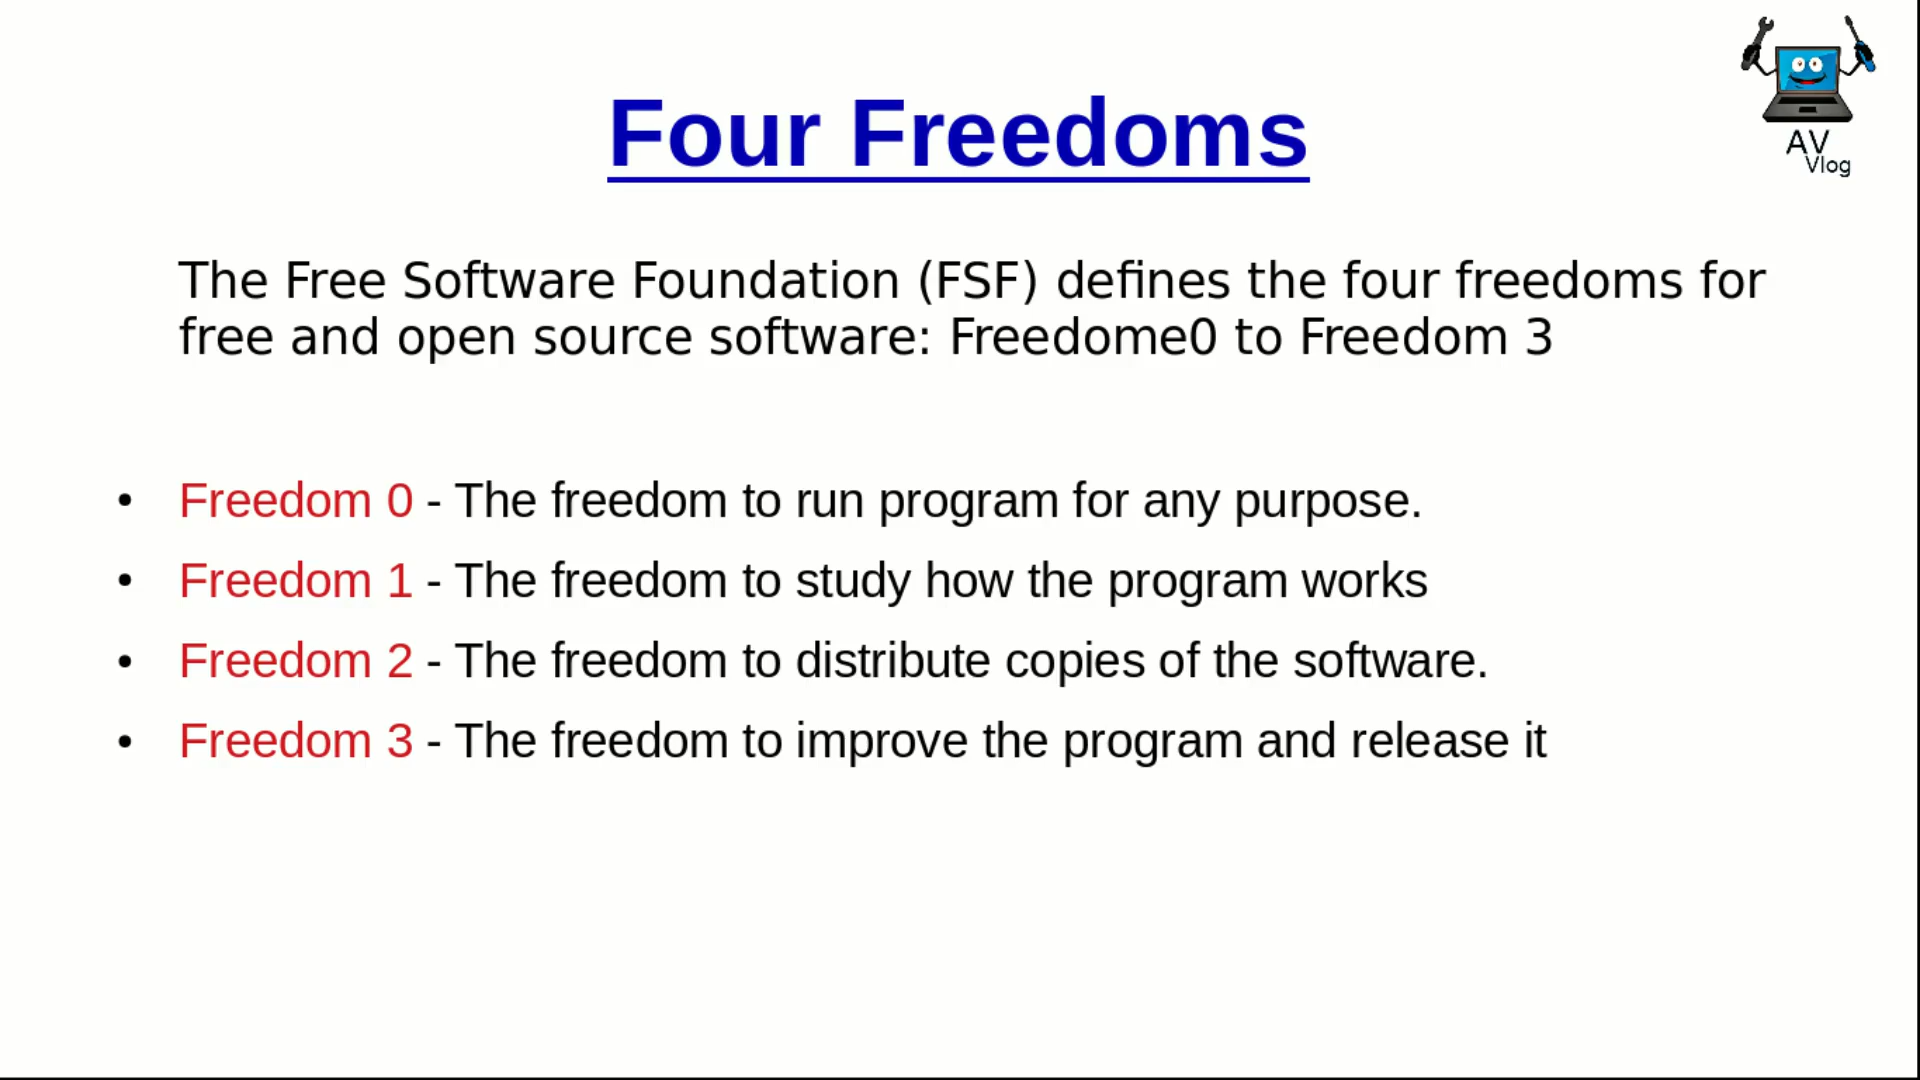 AV
Vlog
Four Freedoms
The Free Software Foundation (FSF) defines the four freedoms for
free and open source software: Freedome0 to Freedom 3
• Freedom 0 - The freedom to run program for any purpose.
• Freedom 1 - The freedom to study how the program works
• Freedom 2 - The freedom to distribute copies of the software.
• Freedom 3 - The freedom to improve the program and release it